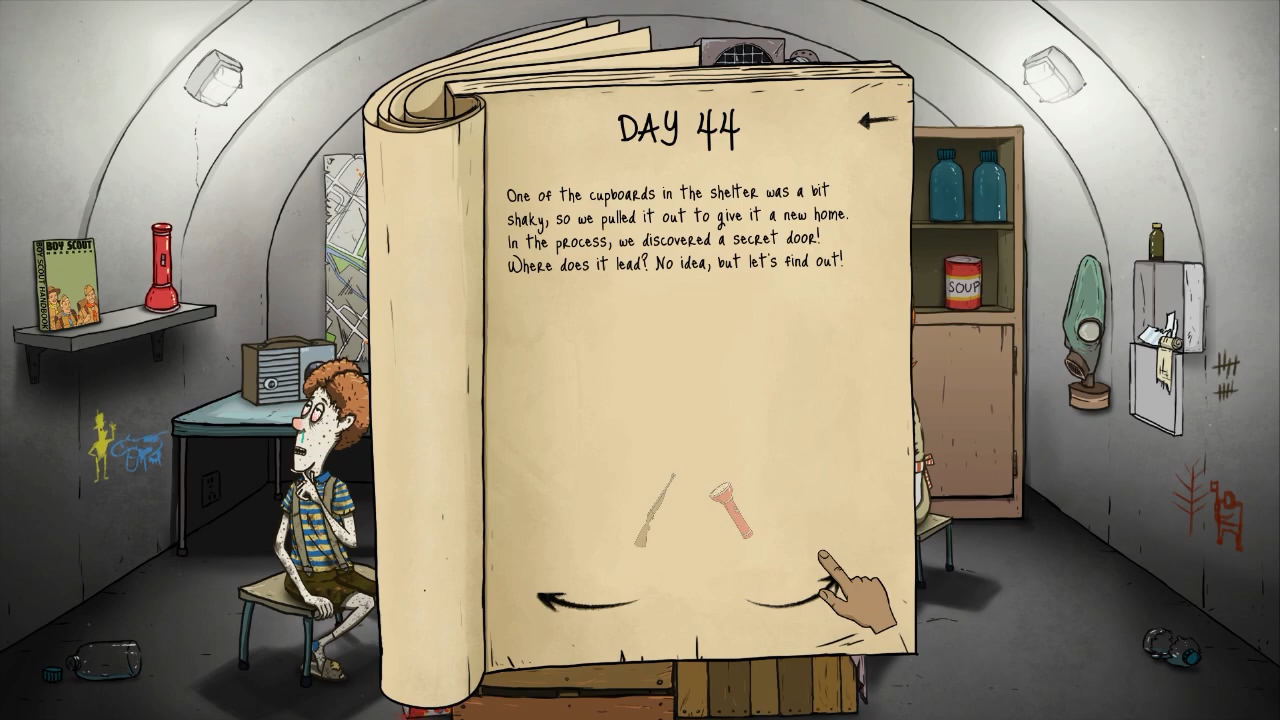 DAY 44
One of the cupboards in the shelter was a bit
shaky, so we pulled it out to give it a new home.
In the process, we discovered a secret door!
Where does it lead? No idea, but let's find out!
BOY SCOUT
BOY SCOUT HANDBOOK
SOUP